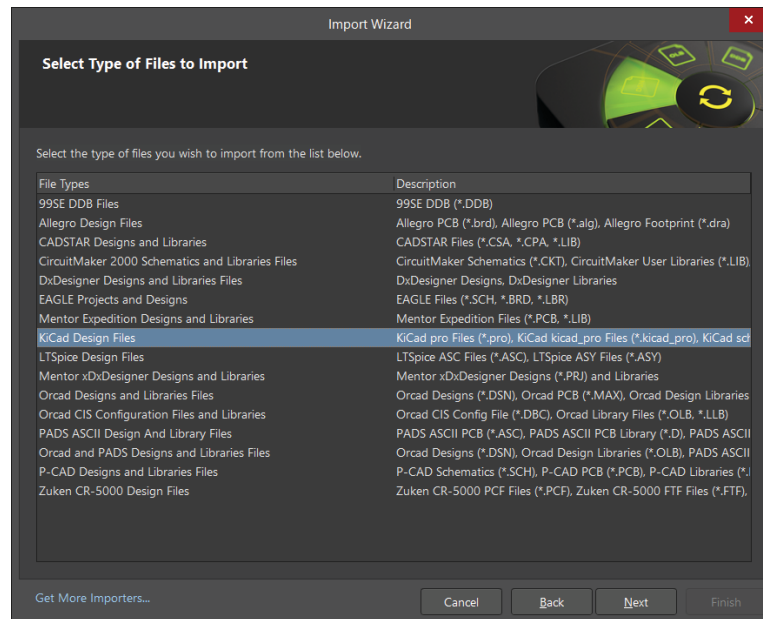 Import Wizard
Select Type of Files to Import
Select the type of files you wish to import from the list below.
File Types Description
99SE DDB Files 99SE DDB (*.DDB)
Allegro Design Files Allegro PCB (*.brd), Allegro PCB (*.alg), Allegro Footprint (*.dra)
CADSTAR Designs and Libraries CADSTAR Files (*.CSA, *.CPA, *.LIB)
CircuitMaker 2000 Schematics and Libraries Files CircuitMaker Schematics (*.CKT), CircuitMaker User Libraries (*.LIB)
DxDesigner Designs and Libraries Files DxDesigner Designs, DxDesigner Libraries
EAGLE Projects and Designs EAGLE Files (*.SCH, *.BRD, *.LBR)
Mentor Expedition Designs and Libraries Mentor Expedition Files (*.PCB, *.LIB)
KiCad Design Files KiCad pro Files (*.pro), KiCad kicad_pro Files (*.kicad_pro), KiCad
LTSpice Design Files LTSpice ASC Files (*.ASC), LTSpice ASY Files (*.ASY)
Mentor xDxDesigner Designs and Libraries Mentor xDxDesigner Designs (*.PRJ) and Libraries
Orcad Designs and Libraries Files Orcad Designs (*.DSN), Orcad PCB (*.MAX), Orcad Design Libraries
Orcad CIS Configuration Files and Libraries Orcad CIS Config File (*.DBC), Orcad Library Files (*.OLB, *.LLB)
PADS ASCII Design And Library Files PADS ASCII PCB (*.ASC), PADS ASCII PCB Library (*.D), PADS ASCII
Orcad and PADS Designs and Libraries Files Orcad Designs (*.DSN), Orcad Design Libraries (*.OLB), PADS ASCII
P-CAD Designs and Libraries Files P-CAD Schematics (*.SCH), P-CAD PCB (*.PCB), P-CAD Libraries
Zuken CR-5000 Design Files Zuken CR-5000 PCF Files (*.PCF), Zuken CR-5000 FTF Files (*.FTF),
Get More Importers...
Cancel Back Next Finish